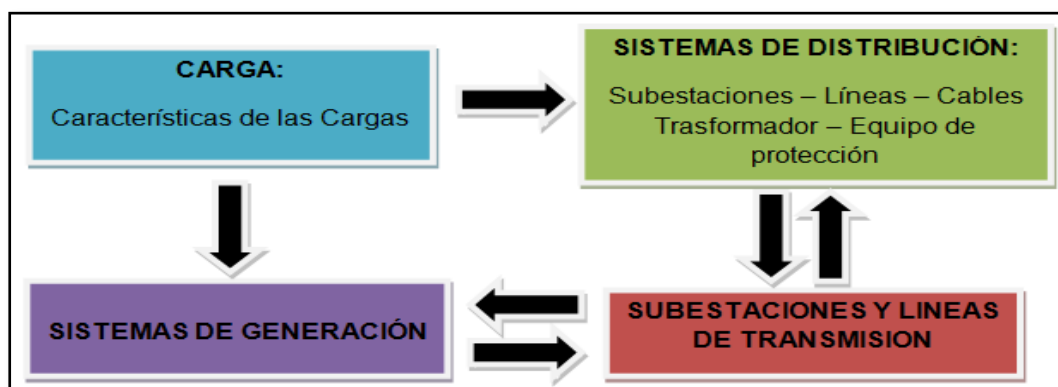 CARGA:
Características de las Cargas
SISTEMAS DE DISTRIBUCIÓN:
Subestaciones – Líneas – Cables
Trasformador – Equipo de
protección
SISTEMAS DE GENERACIÓN
SUBESTACIONES Y LINEAS
DE TRANSMISION